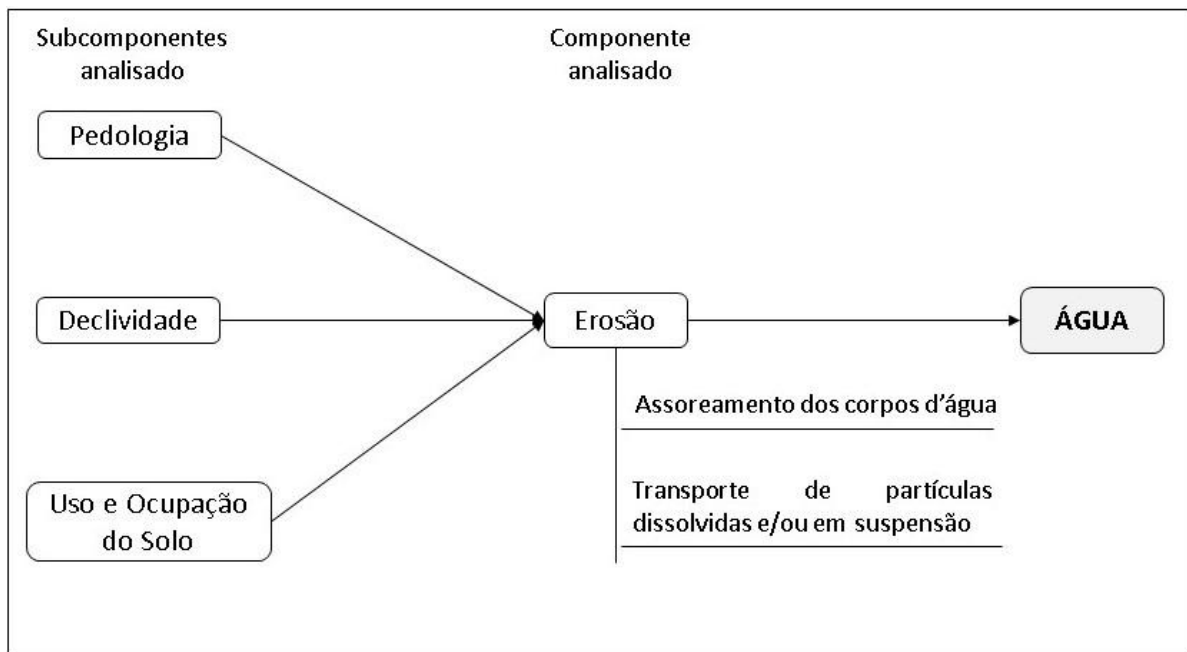 Subcomponentes
analisado
Componente
analisado
Pedologia
Declividade
Erosão
ÁGUA
Assoreamento dos corpos d'água
Transporte de partículas
dissolvidas e/ou em suspensão
Uso e Ocupação
do Solo